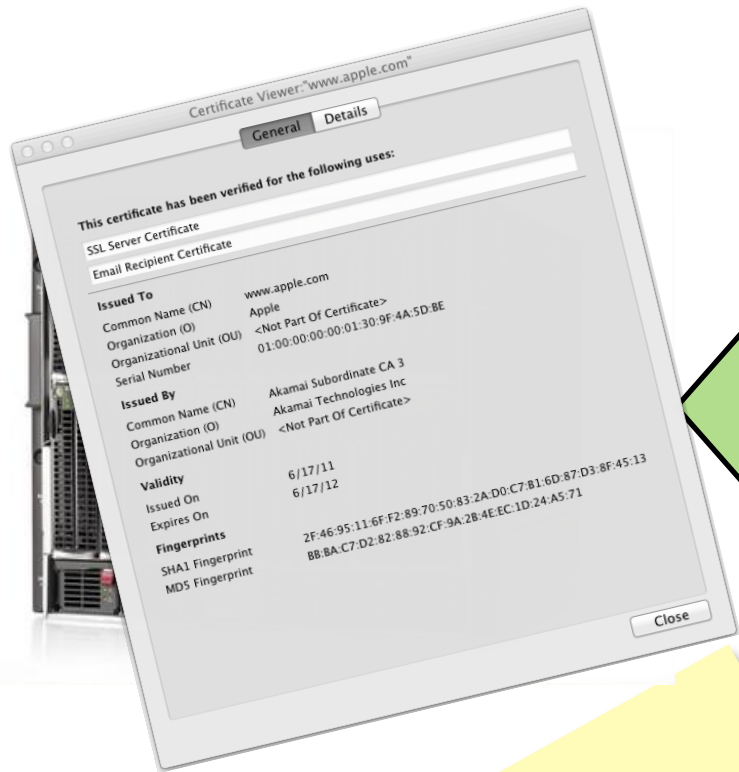 Certificate Viewer:"www.apple.com"
General Details
This certificate has been verified for the following uses:
SSL Server Certificate
Email Recipient Certificate
Issued To
Common Name (CN) www.apple.com
Organization (O) Apple
Organizational Unit (OU) <Not Part Of Certificate>
Serial Number 01:00:00:00:00:01:30:9F:4A:5D:BE
Issued By
Common Name (CN) Akamai Subordinate CA 3
Organization (O) Akamai Technologies Inc
Organizational Unit (OU) <Not Part Of Certificate>
Validity
Issued On 6/17/11
Expires On 6/17/12
Fingerprints
SHA1 Fingerprint 2F:46:95:11:6F:F2:89:70:50:83:2A:D0:C7:B1:6D:87:D3:8F:45:13
MD5 Fingerprint BB:BA:C7:D2:82:88:92:CF:9A:2B:4E:EC:1D:24:A5:71
Close